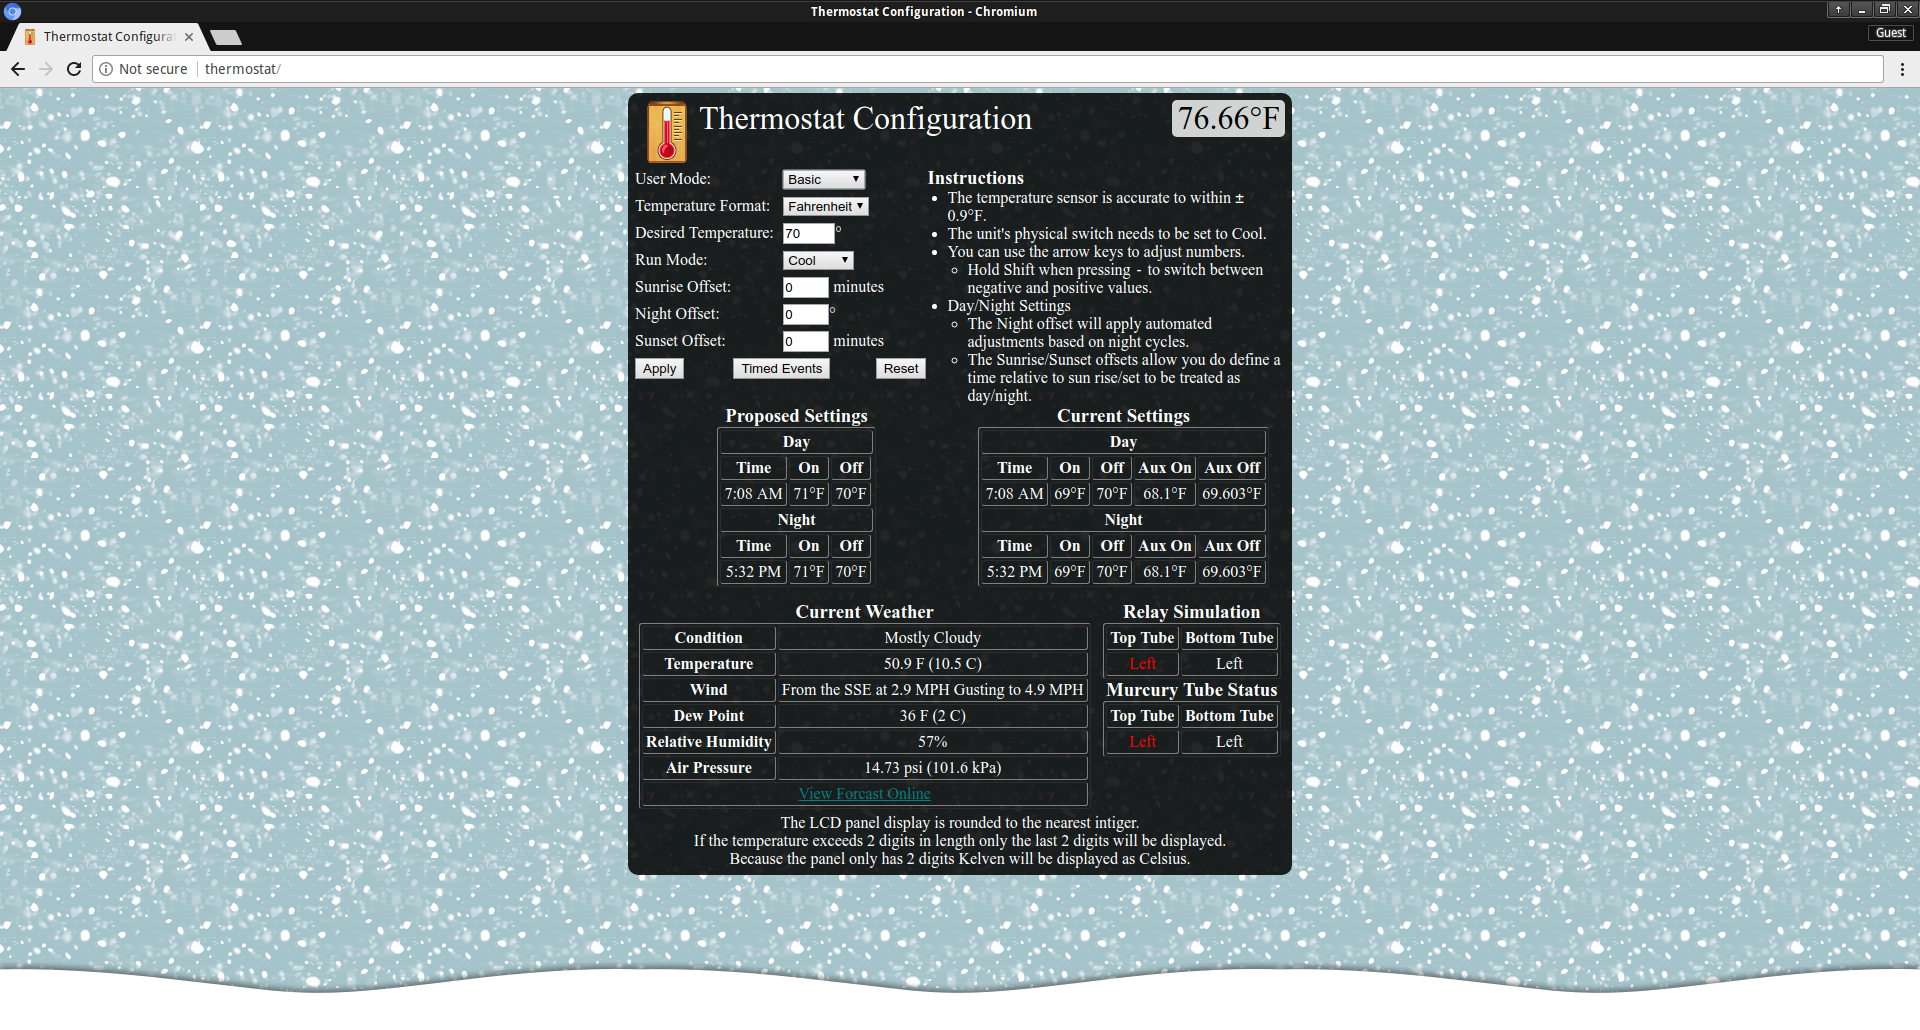 Thermostat Configuration - Chromium
Thermostat Configura
Guest
Not secure thermostat/
Thermostat Configuration 76.66°F
User Mode: Basic
Temperature Format: Fahrenheit
Desired Temperature: 70 °
Run Mode: Cool
Sunrise Offset: 0 minutes
Night Offset: 0 °
Sunset Offset: 0 minutes
Apply Timed Events Reset
Instructions
The temperature sensor is accurate to within ±
0.9°F.
The unit's physical switch needs to be set to Cool.
You can use the arrow keys to adjust numbers.
Hold Shift when pressing - to switch between
negative and positive values.
Day/Night Settings
The Night offset will apply automated
adjustments based on night cycles.
The Sunrise/Sunset offsets allow you do define a
time relative to sun rise/set to be treated as
day/night.
Proposed Settings
Day
Time On Off
7:08 AM 71°F 70°F
Night
Time On Off
5:32 PM 71°F 70°F
Current Settings
Day
Time On Off Aux On Aux Off
7:08 AM 69°F 70°F 68.1°F 69.603°F
Night
Time On Off Aux On Aux Off
5:32 PM 69°F 70°F 68.1°F 69.603°F
Current Weather
Condition Mostly Cloudy
Temperature 50.9 F (10.5 C)
Wind From the SSE at 2.9 MPH Gusting to 4.9 MPH
Dew Point 36 F (2 C)
Relative Humidity 57%
Air Pressure 14.73 psi (101.6 kPa)
View Forcast Online
Relay Simulation
Top Tube Bottom Tube
Left Left
Murcury Tube Status
Top Tube Bottom Tube
Left Left
The LCD panel display is rounded to the nearest intiger.
If the temperature exceeds 2 digits in length only the last 2 digits will be displayed.
Because the panel only has 2 digits Kelven will be displayed as Celsius.